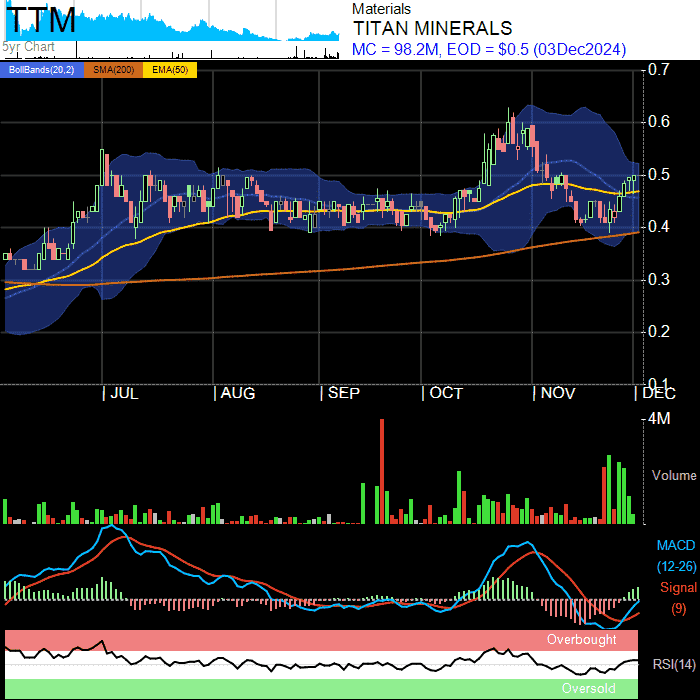 TTM
5yr Chart
Materials
TITAN MINERALS
MC = 98.2M, EOD = $0.5 (03Dec2024)
BollBands(20,2) SMA(200) EMA(50)
0.7
0.6
0.5
0.4
0.3
0.2
0.1
JUL AUG SEP OCT NOV DEC
4M
Volume
MACD
(12-26)
Signal
(9)
Overbought
RSI(14)
Oversold